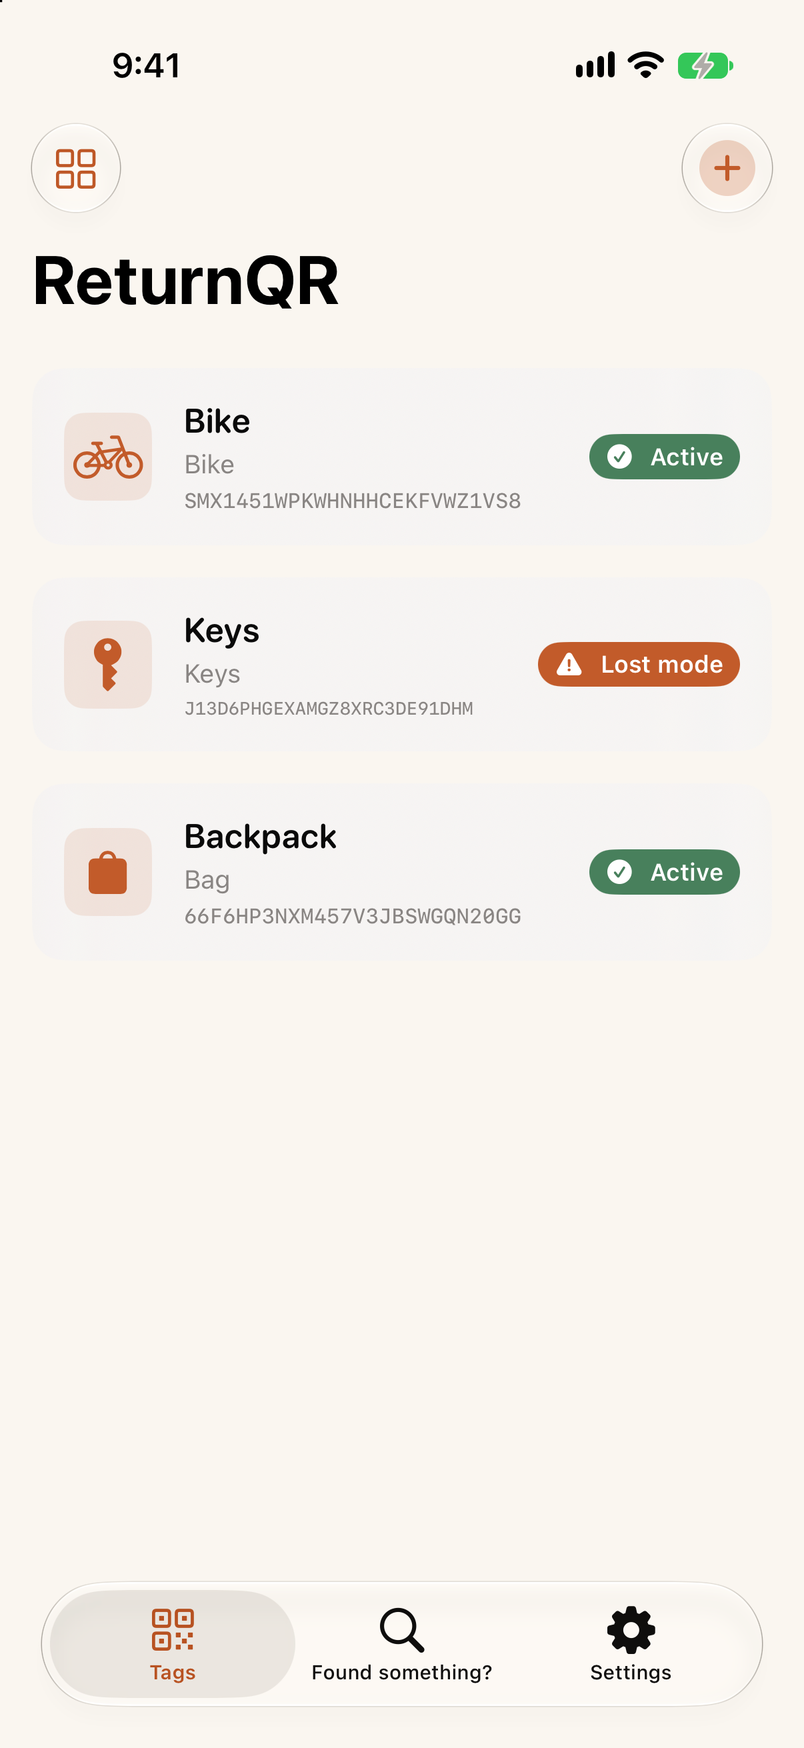 9:41
ReturnQR
Bike
Bike
SMX1451WPKWHNHHCEKFVWZ1VS8
Active
Keys
Keys
J13D6PHGEXAMGZ8XRC3DE91DHM
Lost mode
Backpack
Bag
66F6HP3NXM457V3JBSWGQN20GG
Active
Tags
Found something?
Settings